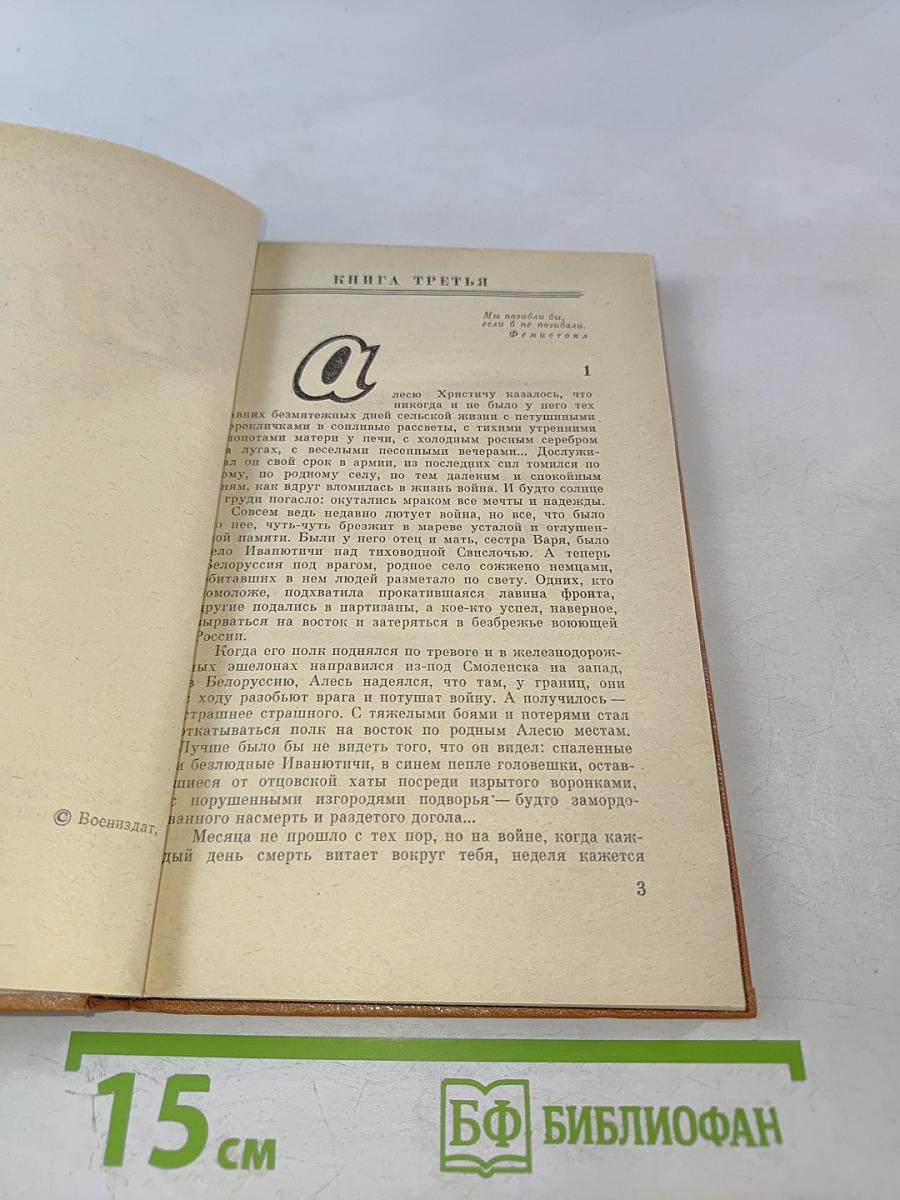 КНИГА ТРЕТЬЯ
Мы погибли бы,
если б не погибали.
Фемистокл
1
Алесю Христичу казалось, что
никогда и не было у него тех
авних безмятежных дней сельской жизни с петушиными
ерекличками в сонливые рассветы, с тихими утренними
лопотами матери у печи, с холодным росным серебром
а лугах, с веселыми песенными вечерами... Дослужи-
ал он свой срок в армии, из последних сил томился по
ому, по родному селу, по тем далеким и спокойным
ням, как вдруг вломилась в жизнь война. И будто солнце
груди погасло: окутались мраком все мечты и надежды.
Совсем ведь недавно лютует война, но все, что было
о нее, чуть-чуть брезжит в мареве усталой и оглушен-
ой памяти. Были у него отец и мать, сестра Варя, было
ело Иванютичи над тиховодной Свислочью. А теперь
Белоруссия под врагом, родное село сожжено немцами,
обитавших в нем людей разметало по свету. Одних, кто
помоложе, подхватила прокатившаяся лавина фронта,
другие подались в партизаны, а кое-кто успел, наверное,
вырваться на восток и затеряться в безбрежье воюющей
России.
Когда его полк поднялся по тревоге и в железнодорож-
ных эшелонах направился из-под Смоленска на запад,
в Белоруссию, Алесь надеялся, что там, у границ, они
с ходу разобьют врага и потушат войну. А получилось —
страшнее страшного. С тяжелыми боями и потерями стал
откатываться полк на восток по родным Алесю местам.
Лучше было бы не видеть того, что он видел: спаленные
и безлюдные Иванютичи, в синем пепле головешки, остав-
шиеся от отцовской хаты посреди изрытого воронками,
с порушенными изгородями подворья — будто замордо-
ванного насмерть и раздетого догола...
Месяца не прошло с тех пор, но на войне, когда каж-
дый день смерть витает вокруг тебя, неделя кажется
3
© Воениздат,
15 см
БФ БИБЛИОФАН